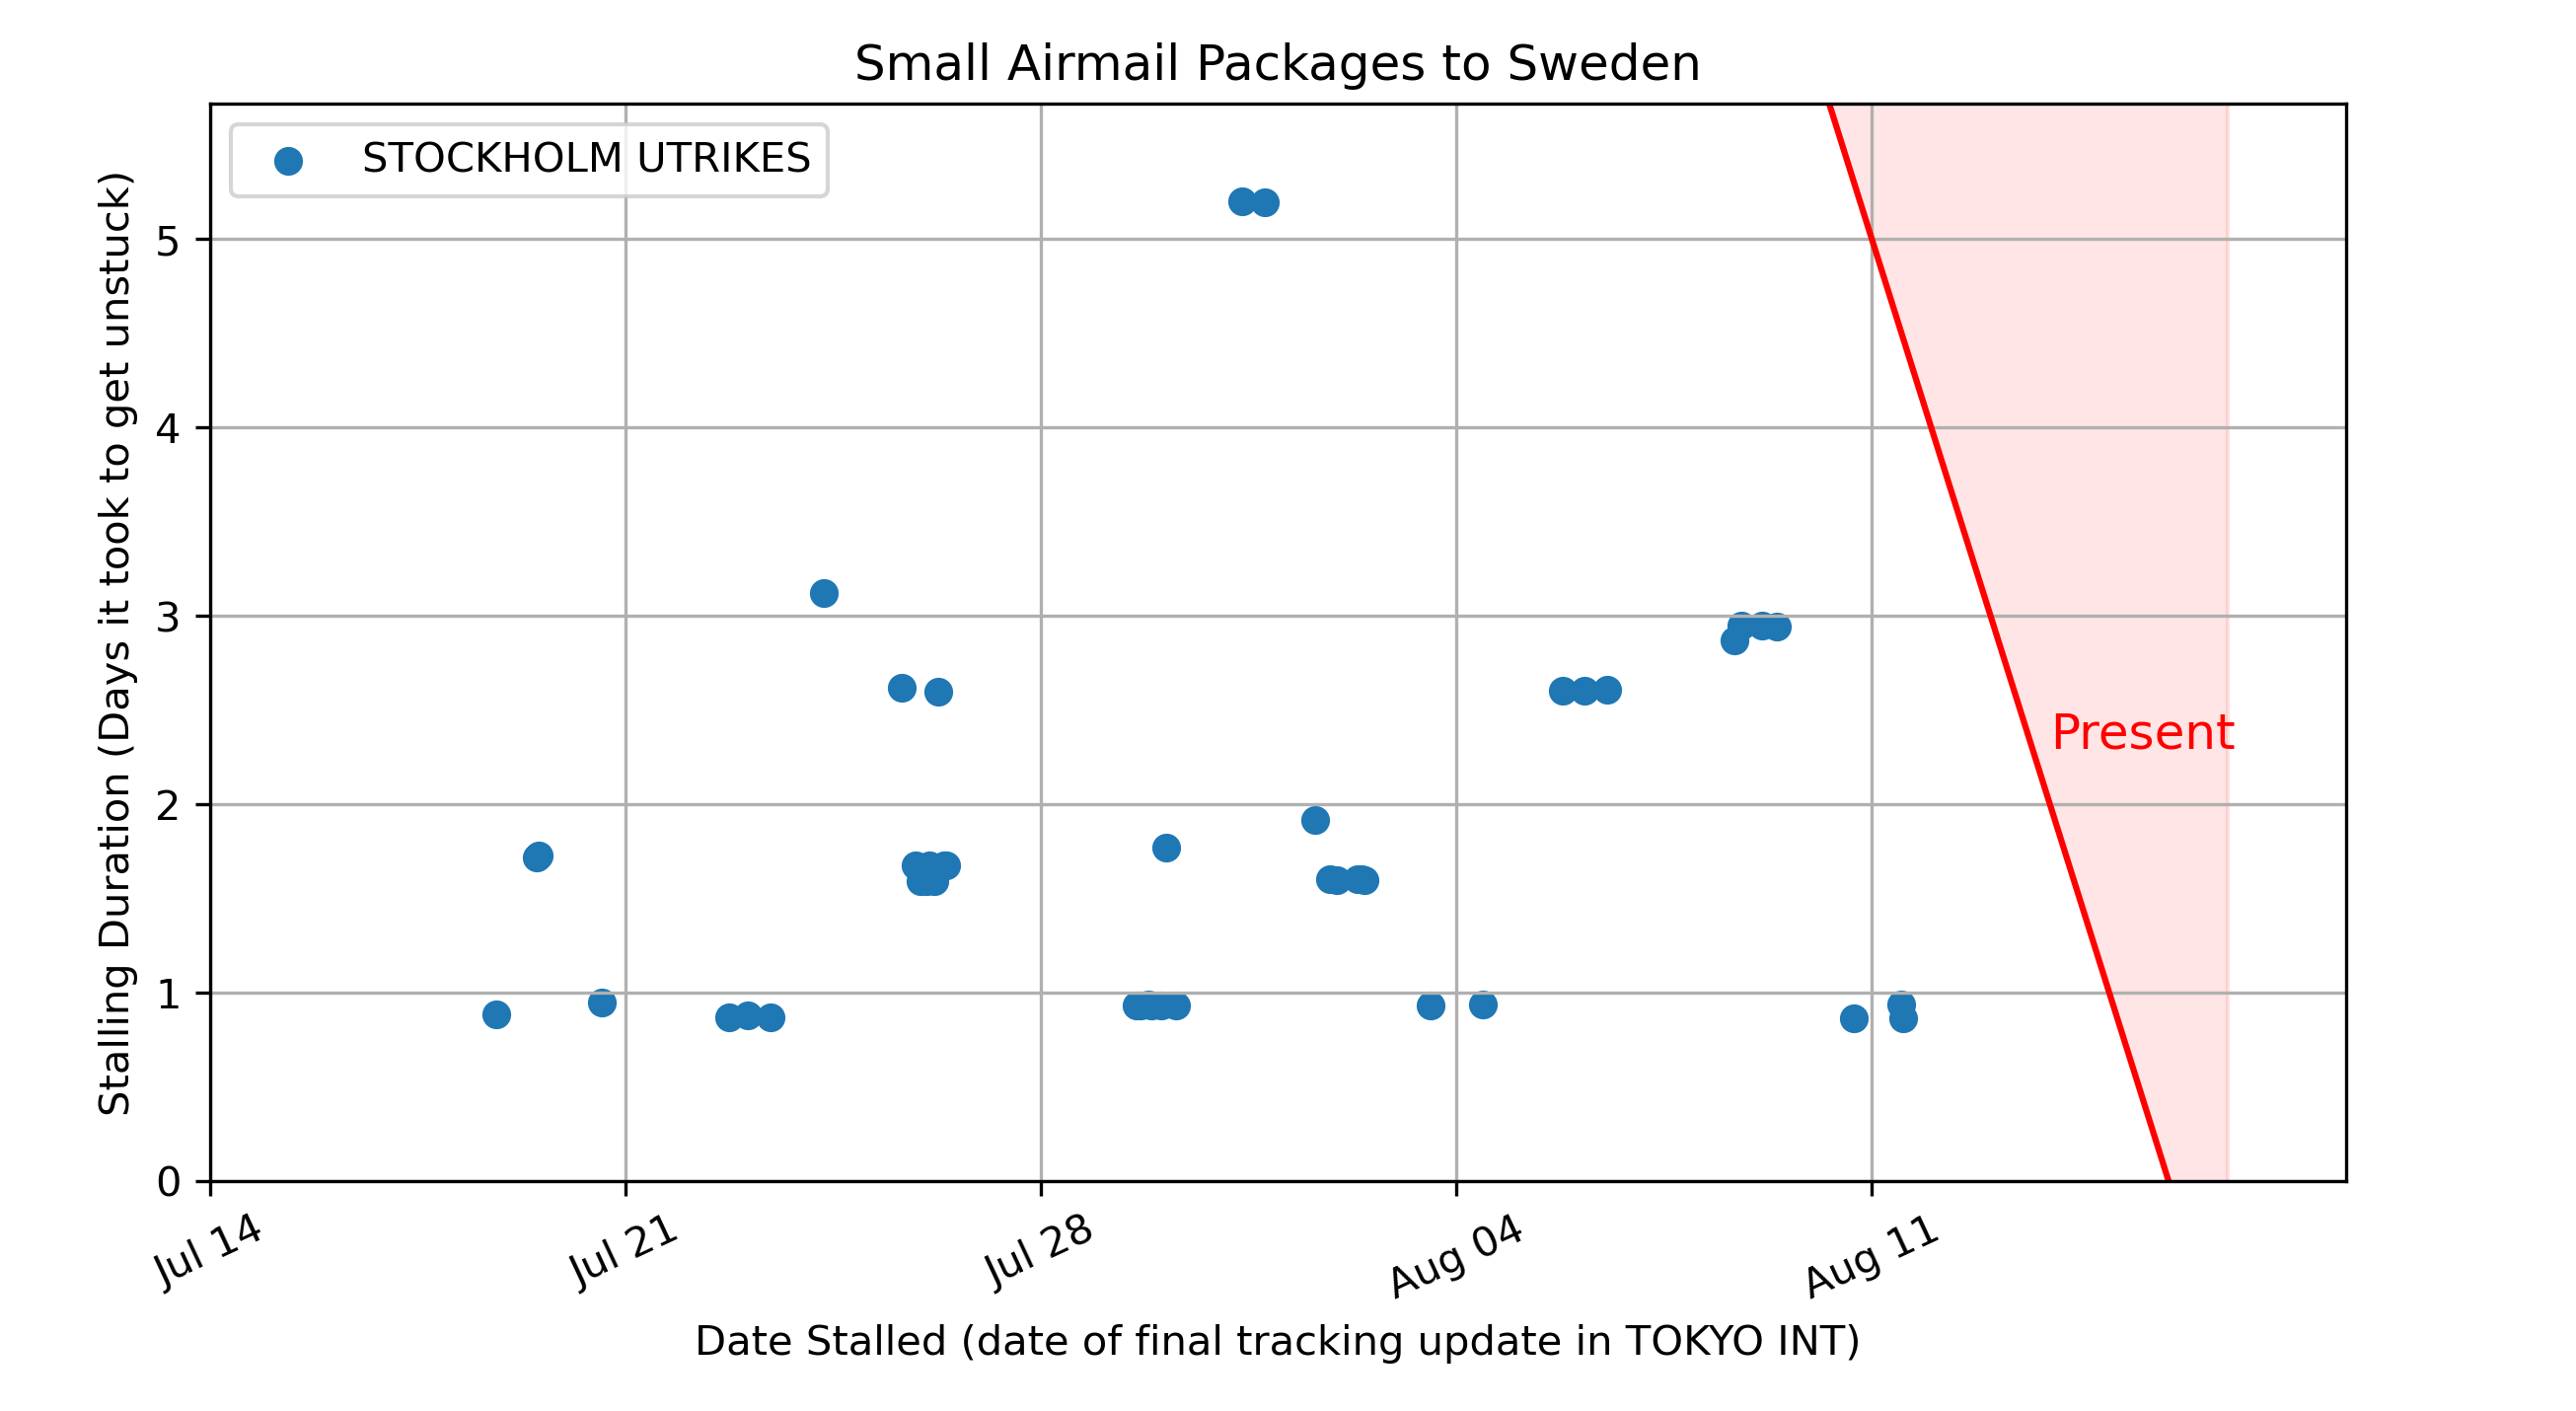 Small Airmail Packages to Sweden
STOCKHOLM UTRIKES
Stalling Duration (Days it took to get unstuck)
5
4
3
2
1
0
Present
Jul 14
Jul 21
Jul 28
Aug 04
Aug 11
Date Stalled (date of final tracking update in TOKYO INT)